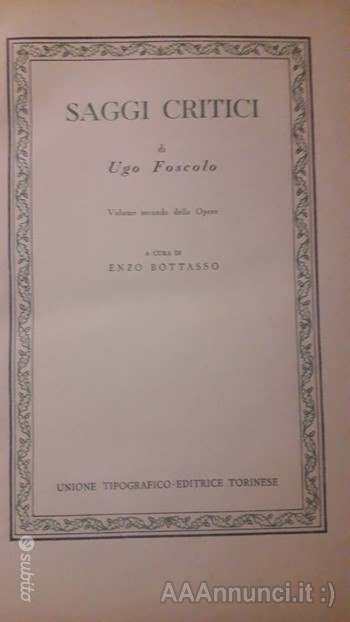 SAGGI CRITICI
di
Ugo Foscolo
Volume secondo delle Opere
A CURA DI
ENZO BOTTASSO
UNIONE TIPOGRAFICO-EDITRICE TORINESE
subito
AAAnnunci.it :)